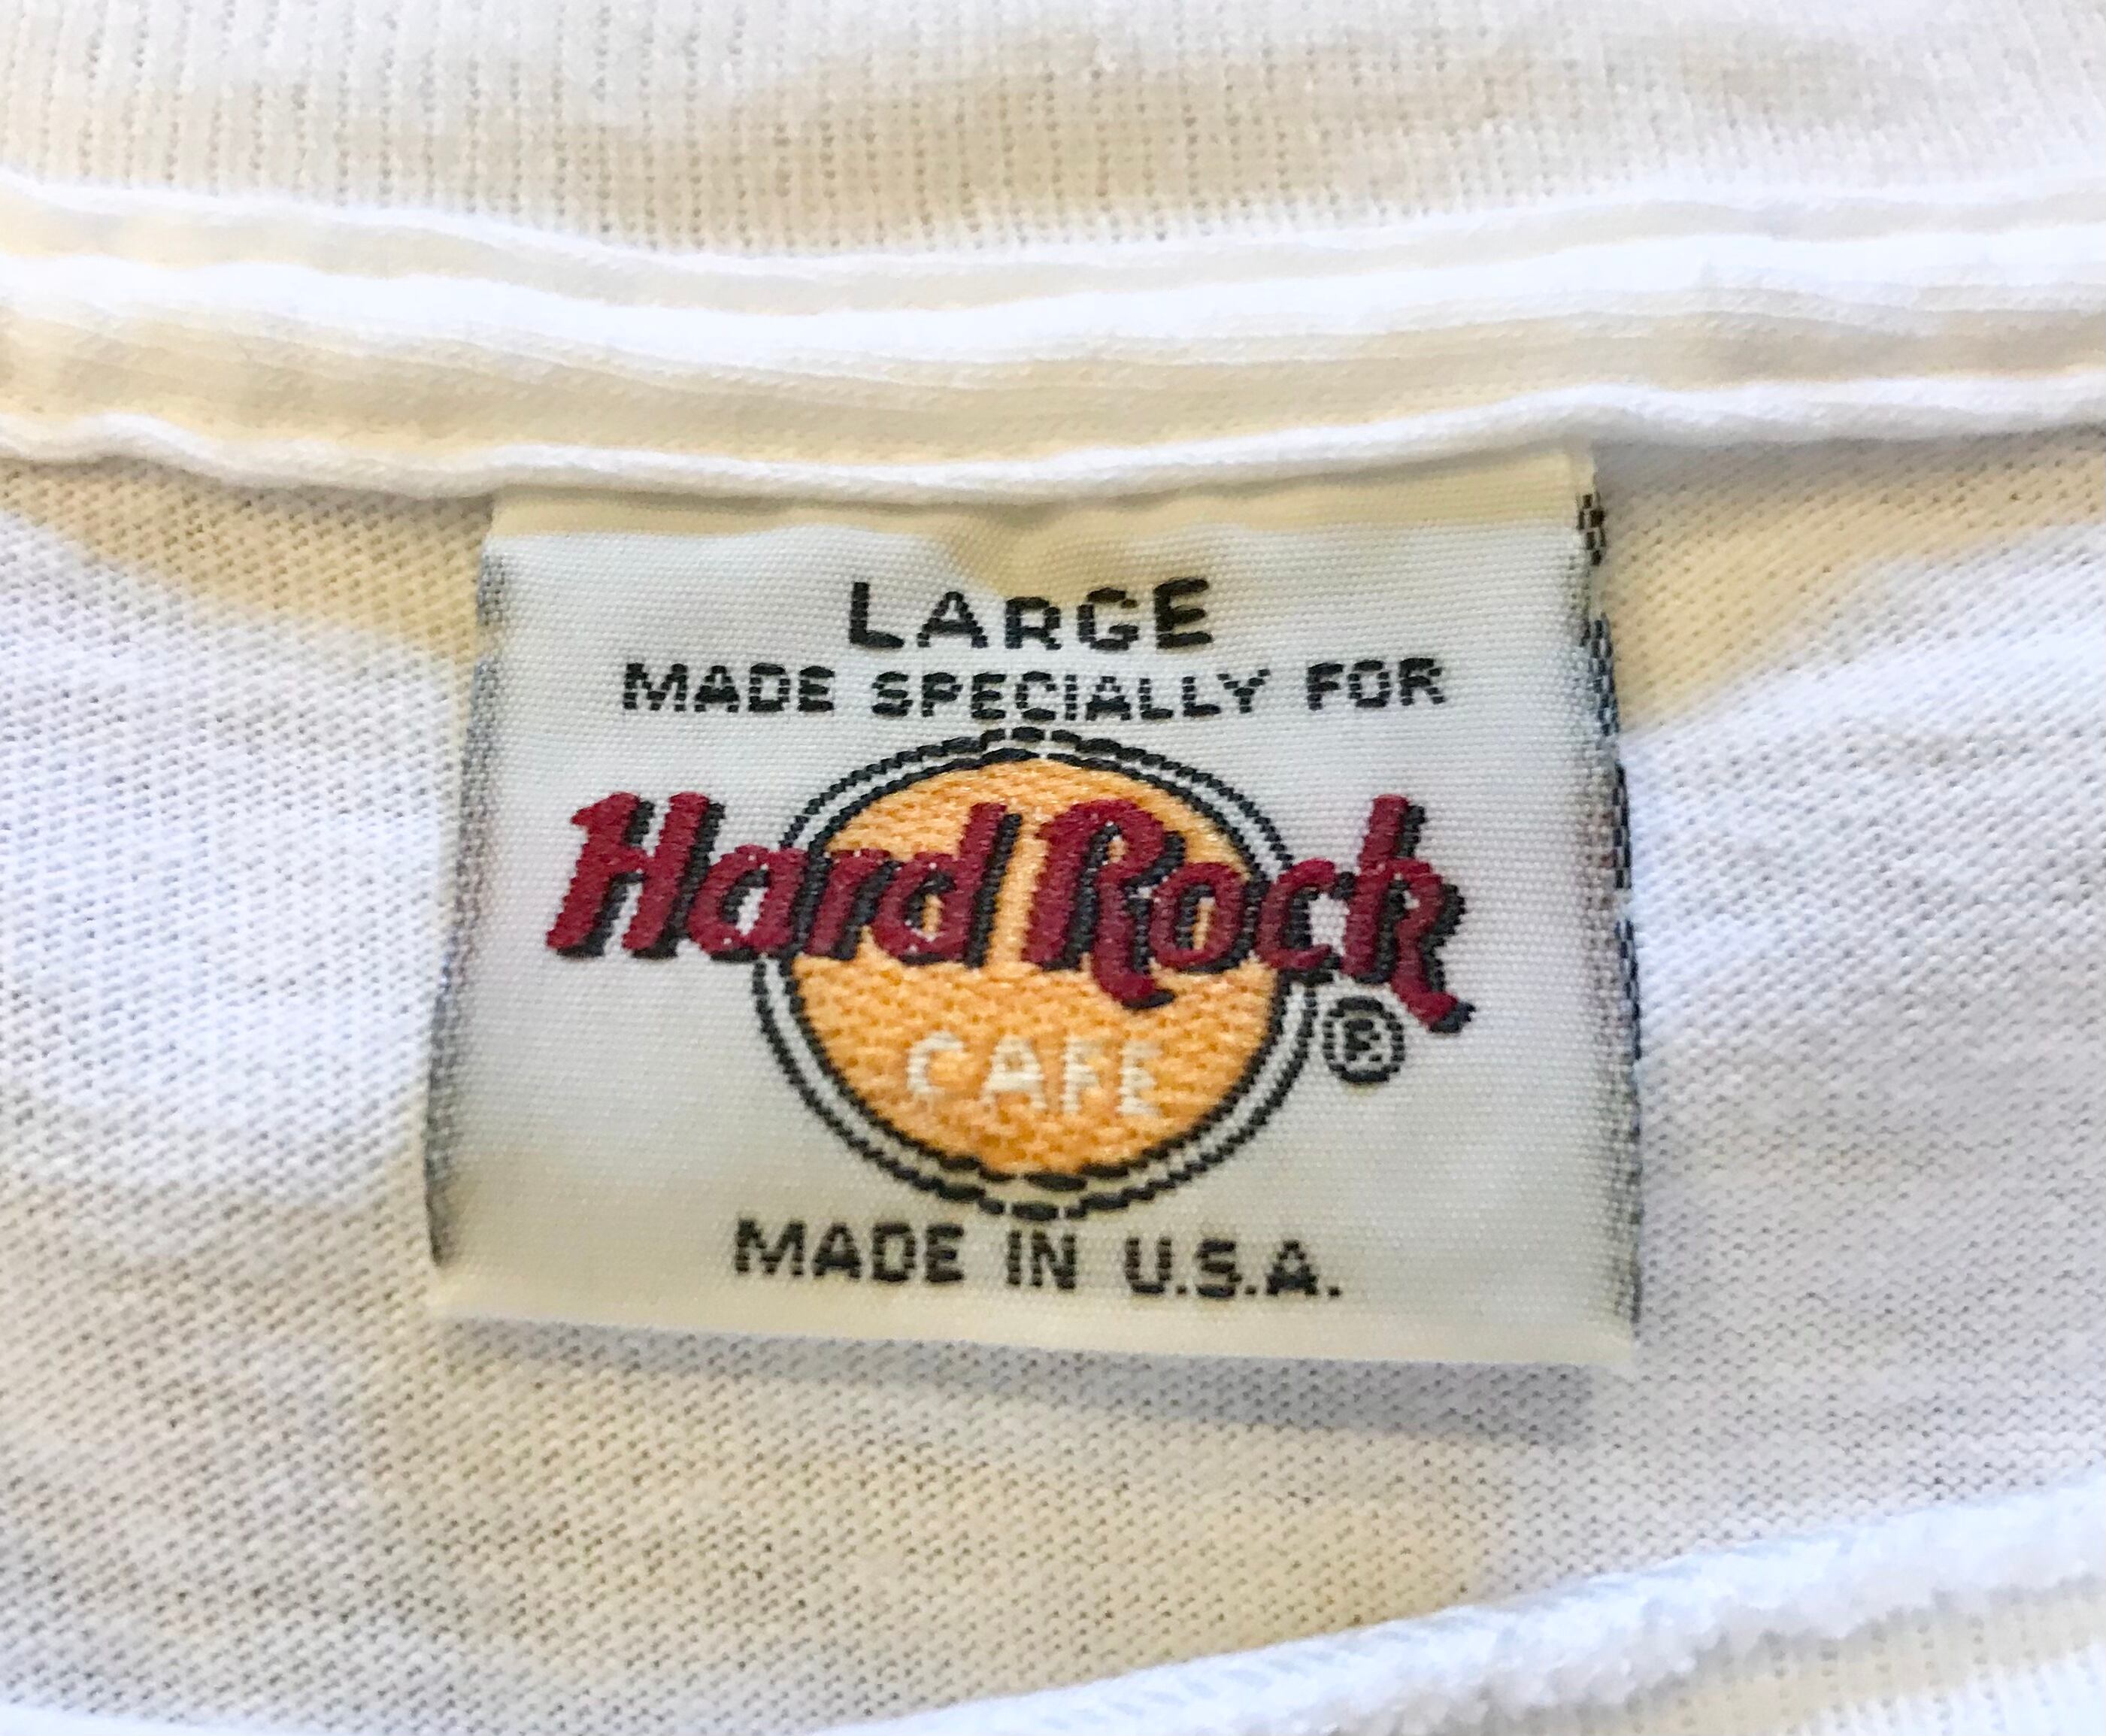 LARGE
MADE SPECIALLY FOR
Hard Rock
CAFE
®
MADE IN U.S.A.